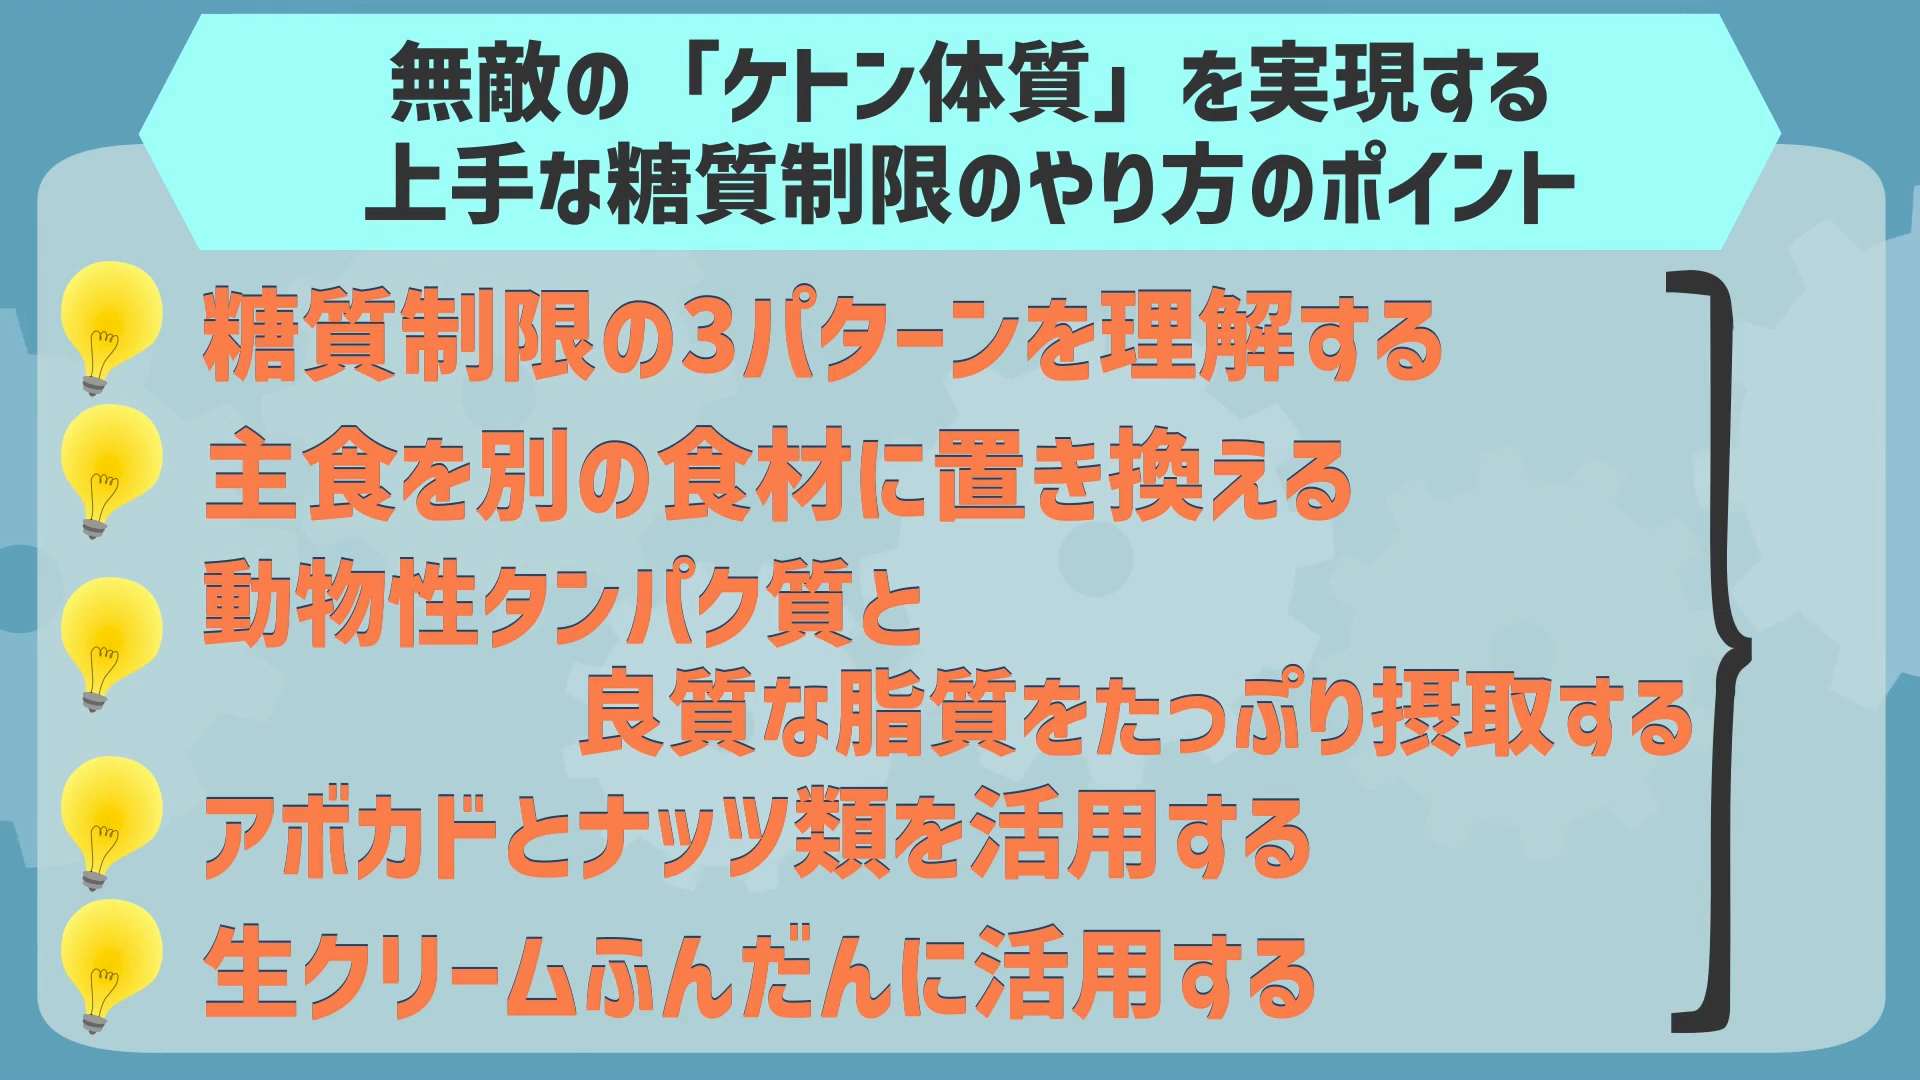 無敵の「ケトン体質」を実現する
上手な糖質制限のやり方のポイント
糖質制限の3パターンを理解する
主食を別の食材に置き換える
動物性タンパク質と
良質な脂質をたっぷり摂取する
アボカドとナッツ類を活用する
生クリームふんだんに活用する